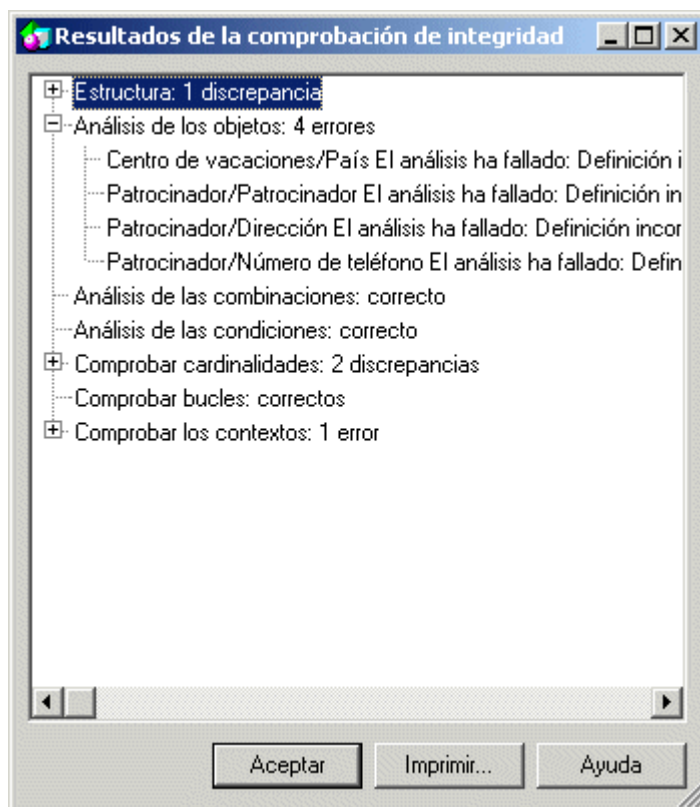 Resultados de la comprobación de integridad
Estructura: 1 discrepancia
Análisis de los objetos: 4 errores
Centro de vacaciones/País El análisis ha fallado: Definición i
Patrocinador/Patrocinador El análisis ha fallado: Definición in
Patrocinador/Dirección El análisis ha fallado: Definición incor
Patrocinador/Número de teléfono El análisis ha fallado: Defin
Análisis de las combinaciones: correcto
Análisis de las condiciones: correcto
Comprobar cardinalidades: 2 discrepancias
Comprobar bucles: correctos
Comprobar los contextos: 1 error
Aceptar Imprimir... Ayuda